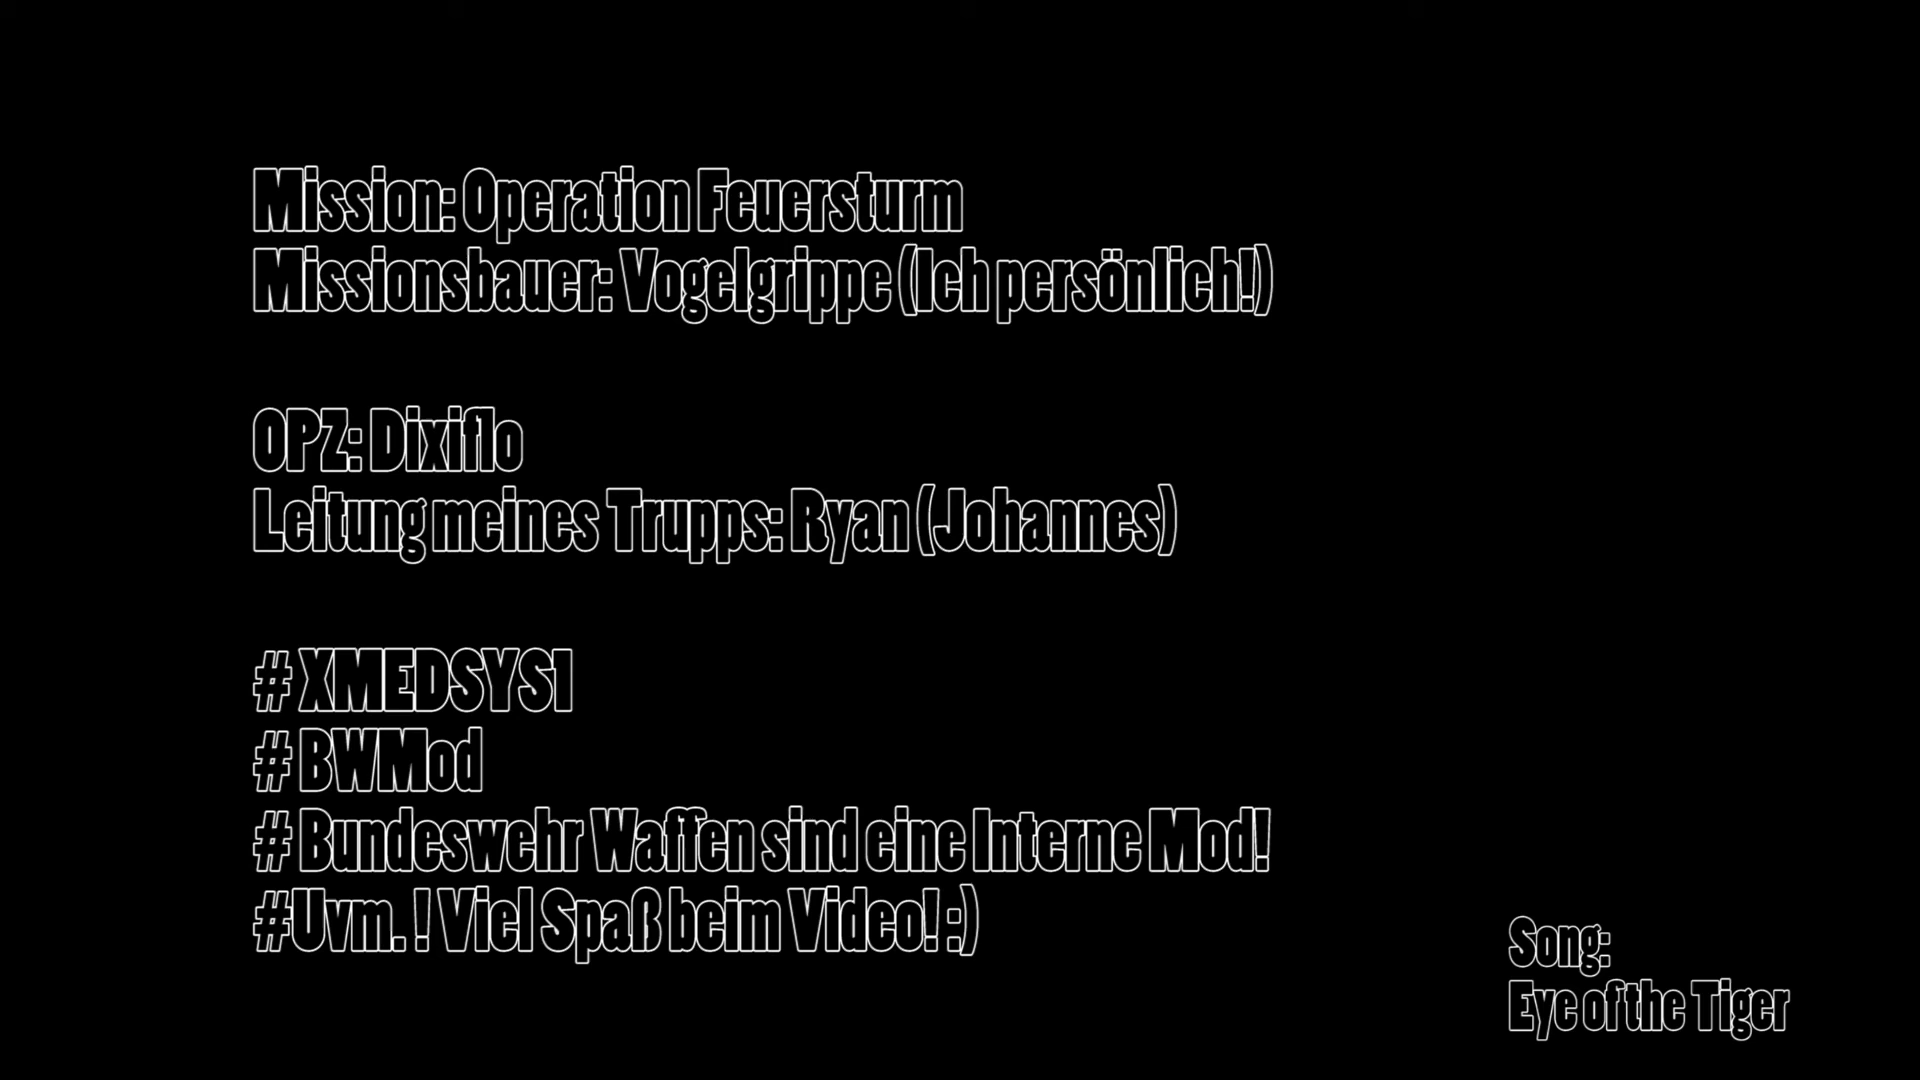 Mission: Operation Feuersturm
Missionsbauer: Vogelgrippe (Ich persönlich!)
OPZ: Dixiflo
Leitung meines Trupps: Ryan (Johannes)
# XMEDSYS1
# BWMod
# Bundeswehr Waffen sind eine Interne Mod!
#Uvm. ! Viel Spaß beim Video! :)
Song:
Eye of the Tiger